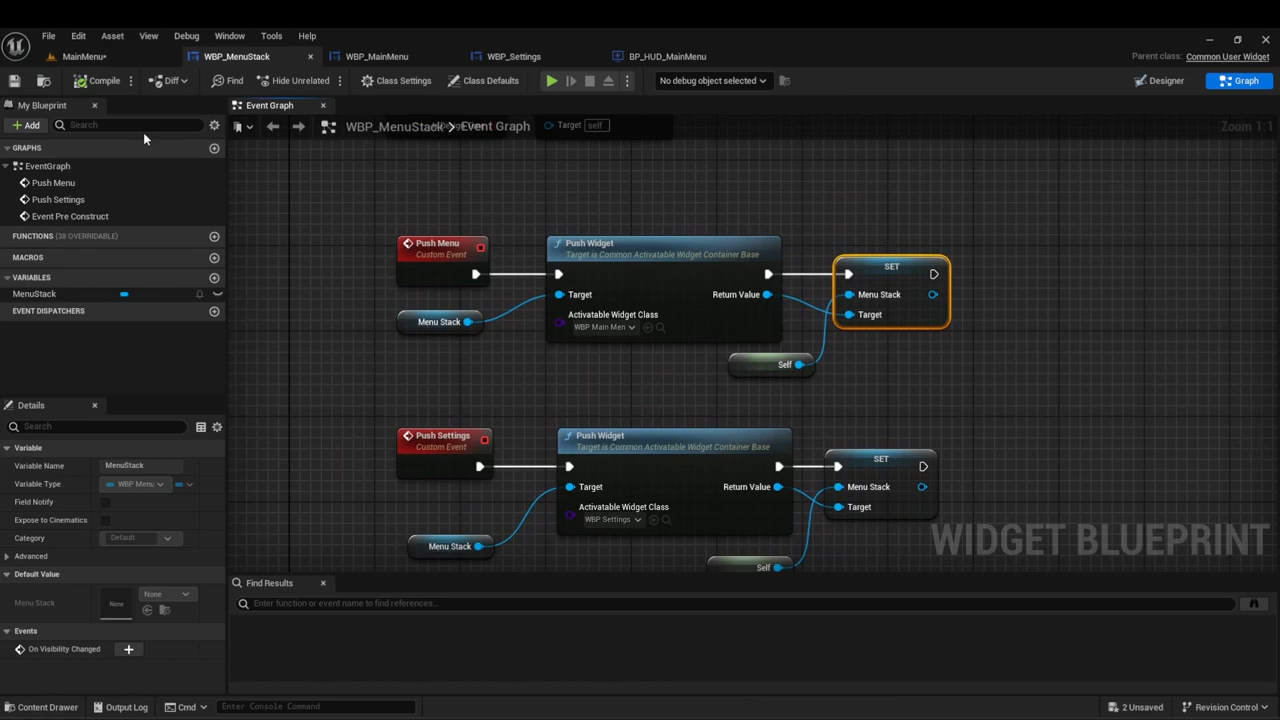 File Edit Asset View Debug Window Tools Help
MainMenu* WBP_MenuStack WBP_MainMenu WBP_Settings BP_HUD_MainMenu
Parent class: Common User Widget
Compile Diff Find Hide Unrelated Class Settings Class Defaults No debug object selected Designer Graph
My Blueprint
Add Search
GRAPHS
EventGraph
Push Menu
Push Settings
Event Pre Construct
FUNCTIONS (38 OVERRIDABLE)
MACROS
VARIABLES
MenuStack
EVENT DISPATCHERS
Details
Search
Variable
Variable Name MenuStack
Variable Type WBP Menu
Field Notify
Expose to Cinematics
Category Default
Advanced
Default Value
Menu Stack None None
Events
On Visibility Changed
Event Graph
WBP_MenuStack > Event Graph
Target self
Zoom 1:1
Push Menu
Custom Event
Menu Stack
Push Widget
Target is Common Activatable Widget Container Base
Target Return Value
Activatable Widget Class
WBP Main Men
SET
Menu Stack
Target
Self
Push Settings
Custom Event
Menu Stack
Push Widget
Target is Common Activatable Widget Container Base
Target Return Value
Activatable Widget Class
WBP Settings
SET
Menu Stack
Target
Self
WIDGET BLUEPRINT
Find Results
Enter function or event name to find references...
Content Drawer Output Log Cmd Enter Console Command 2 Unsaved Revision Control